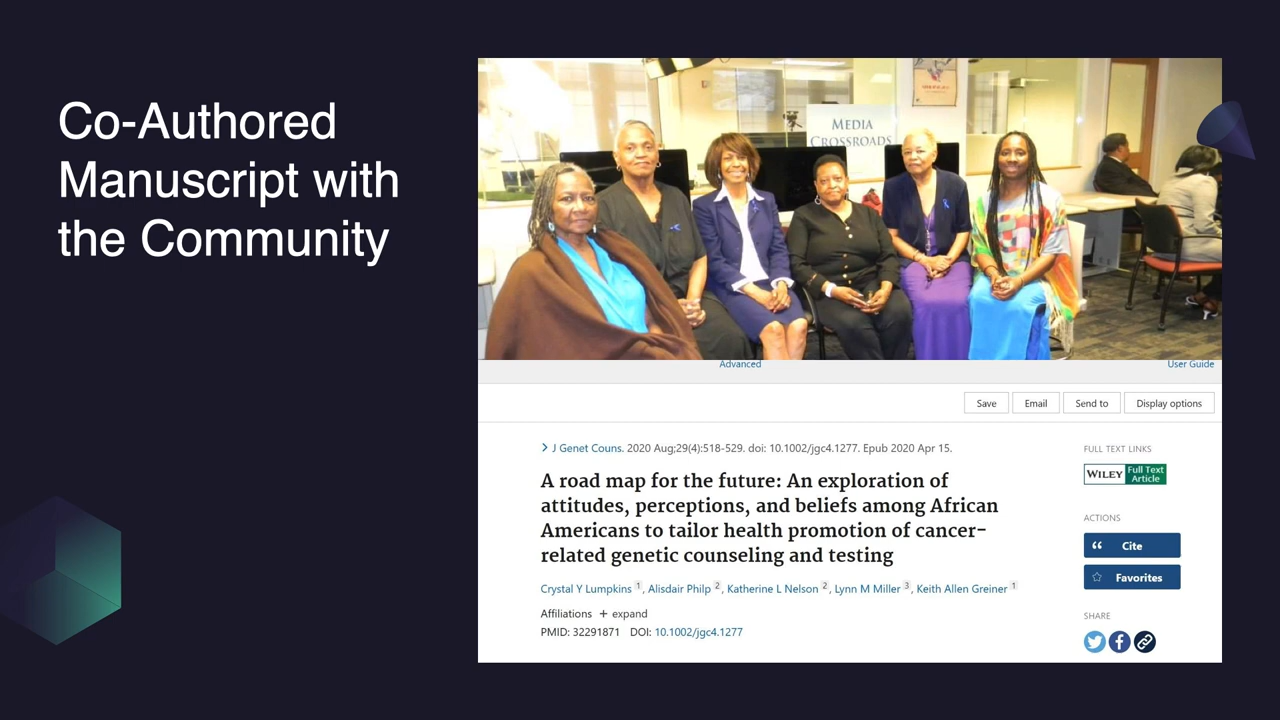 Co-Authored
Manuscript with
the Community
MEDIA
CROSSROADS
Advanced
User Guide
Save
Email
Send to
Display options
J Genet Couns. 2020 Aug;29(4):518-529. doi: 10.1002/jgc4.1277. Epub 2020 Apr 15.
A road map for the future: An exploration of
attitudes, perceptions, and beliefs among African
Americans to tailor health promotion of cancer-
related genetic counseling and testing
Crystal Y Lumpkins 1, Alisdair Philp 2, Katherine L Nelson 2, Lynn M Miller 3, Keith Allen Greiner 1
Affiliations + expand
PMID: 32291871 DOI: 10.1002/jgc4.1277
FULL TEXT LINKS
WILEY Full Text
Article
ACTIONS
Cite
Favorites
SHARE